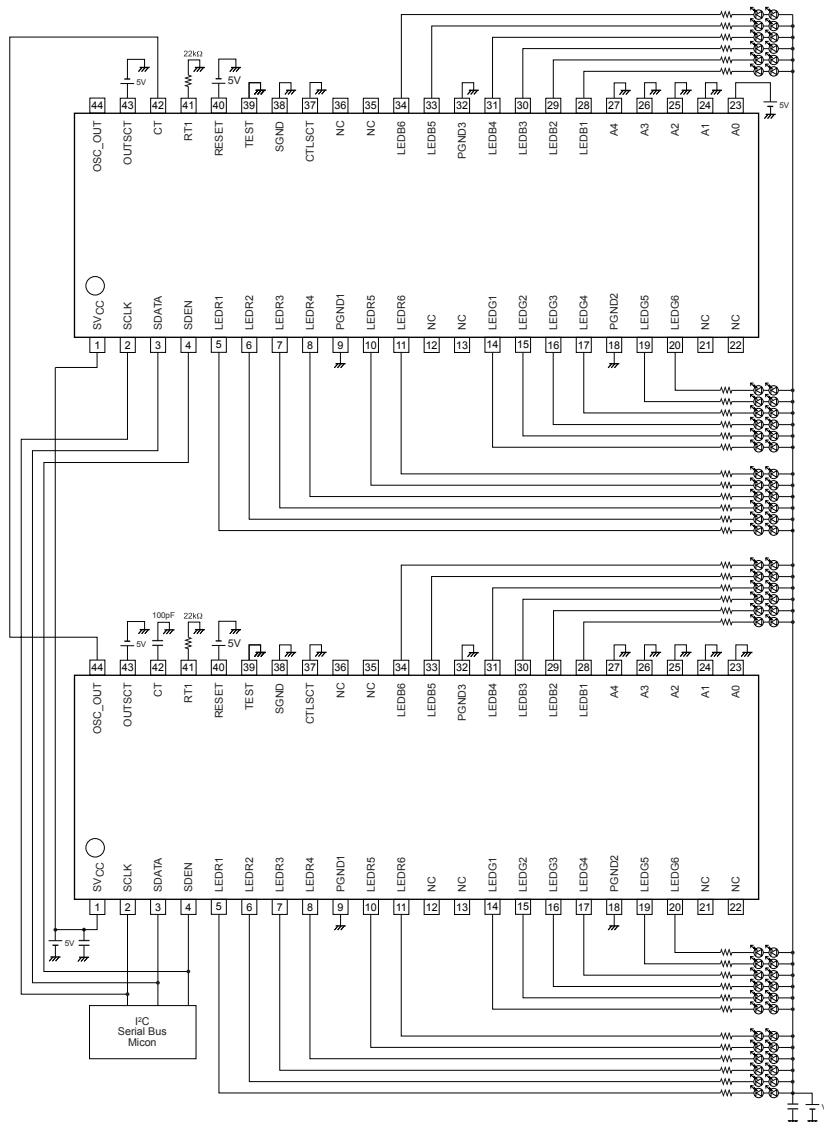 22kΩ
5V
5V
44 43 42 41 40 39 38 37 36 35 34 33 32 31 30 29 28 27 26 25 24 23
5V
OSC_OUT
OUTSCT
CT
RT1
RESET
TEST
SGND
CTLSCT
NC
NC
LEDB6
LEDB5
PGND3
LEDB4
LEDB3
LEDB2
LEDB1
A4
A3
A2
A1
A0
SVCC
SCLK
SDATA
SDEN
LEDR1
LEDR2
LEDR3
LEDR4
PGND1
LEDR5
LEDR6
NC
NC
LEDG1
LEDG2
LEDG3
LEDG4
PGND2
LEDG5
LEDG6
NC
NC
1 2 3 4 5 6 7 8 9 10 11 12 13 14 15 16 17 18 19 20 21 22
100pF
22kΩ
5V
5V
44 43 42 41 40 39 38 37 36 35 34 33 32 31 30 29 28 27 26 25 24 23
OSC_OUT
OUTSCT
CT
RT1
RESET
TEST
SGND
CTLSCT
NC
NC
LEDB6
LEDB5
PGND3
LEDB4
LEDB3
LEDB2
LEDB1
A4
A3
A2
A1
A0
SVCC
SCLK
SDATA
SDEN
LEDR1
LEDR2
LEDR3
LEDR4
PGND1
LEDR5
LEDR6
NC
NC
LEDG1
LEDG2
LEDG3
LEDG4
PGND2
LEDG5
LEDG6
NC
NC
1 2 3 4 5 6 7 8 9 10 11 12 13 14 15 16 17 18 19 20 21 22
5V
I²C
Serial Bus
Micon